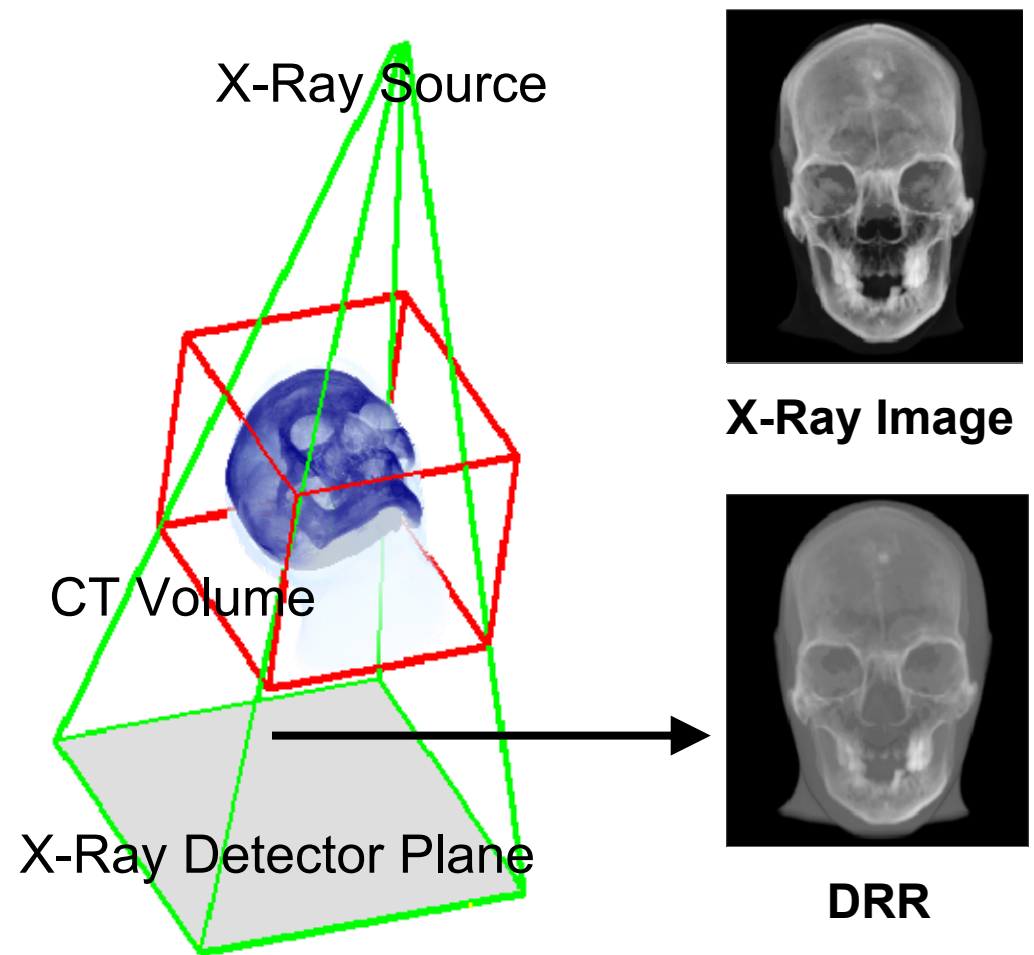 X-Ray Source
CT Volume
X-Ray Detector Plane
X-Ray Image
DRR